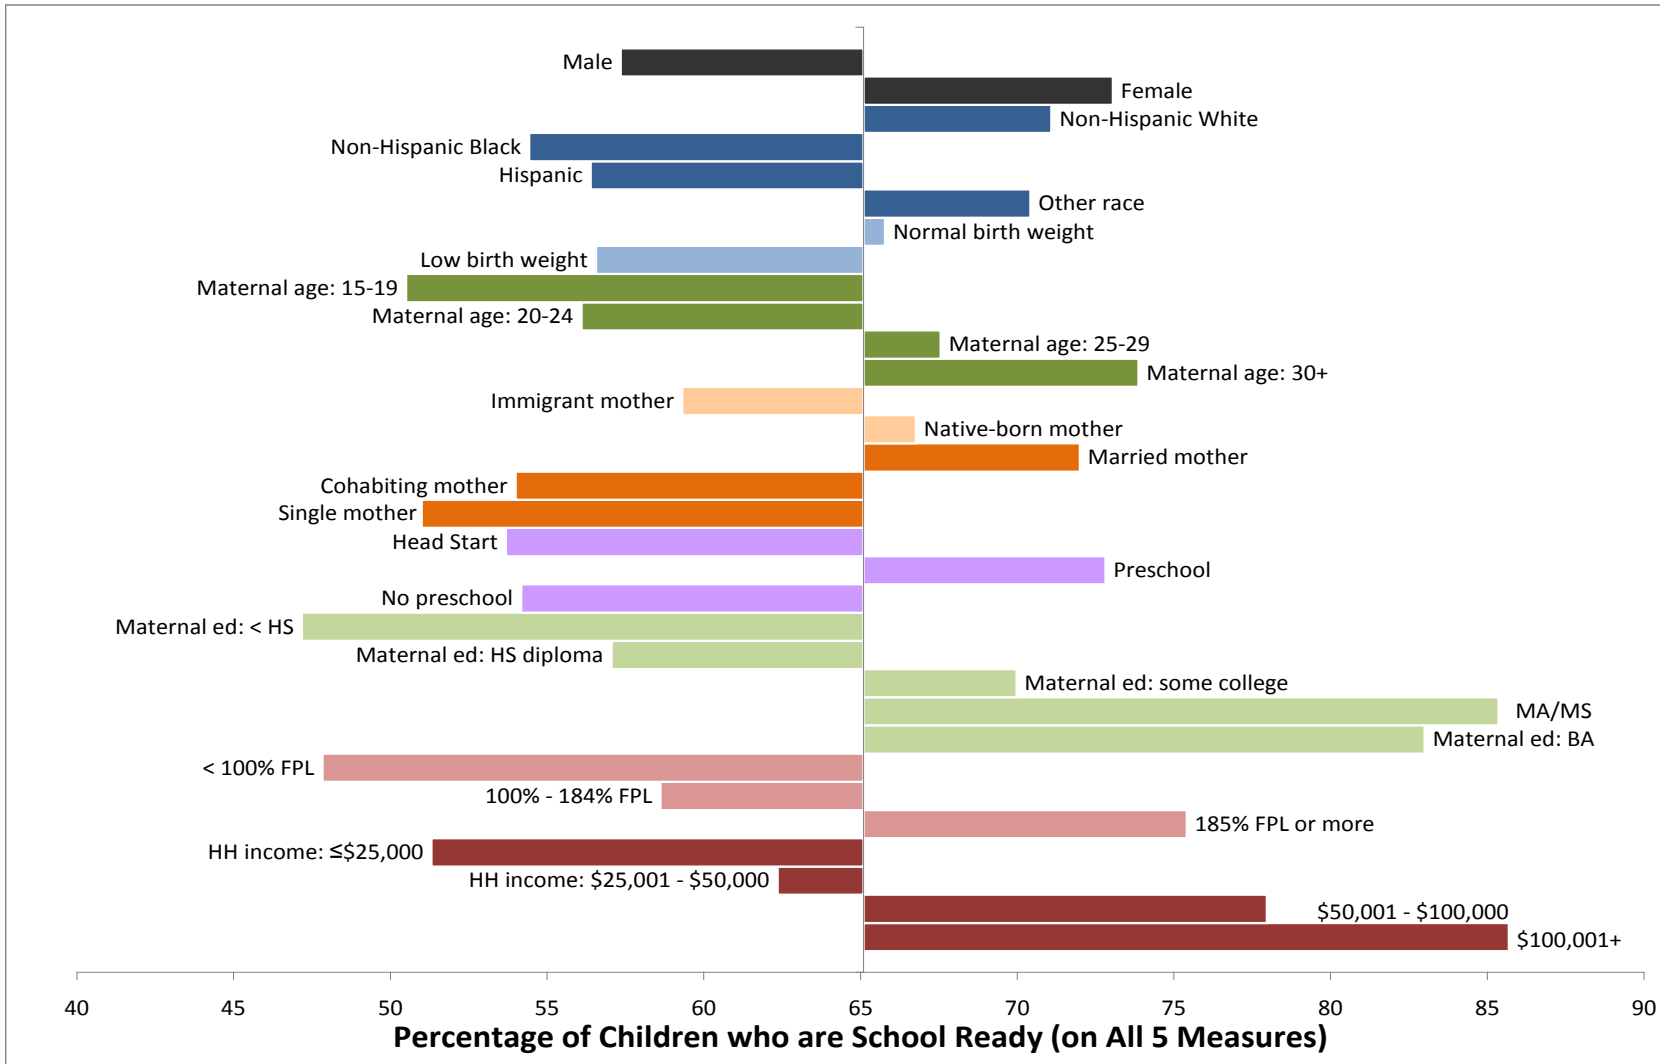 Male
Female
Non-Hispanic White
Non-Hispanic Black
Hispanic
Other race
Normal birth weight
Low birth weight
Maternal age: 15-19
Maternal age: 20-24
Maternal age: 25-29
Maternal age: 30+
Immigrant mother
Native-born mother
Married mother
Cohabiting mother
Single mother
Head Start
Preschool
No preschool
Maternal ed: < HS
Maternal ed: HS diploma
Maternal ed: some college
MA/MS
Maternal ed: BA
< 100% FPL
100% - 184% FPL
185% FPL or more
HH income: ≤$25,000
HH income: $25,001 - $50,000
$50,001 - $100,000
$100,001+
40 45 50 55 60 65 70 75 80 85 90
Percentage of Children who are School Ready (on All 5 Measures)